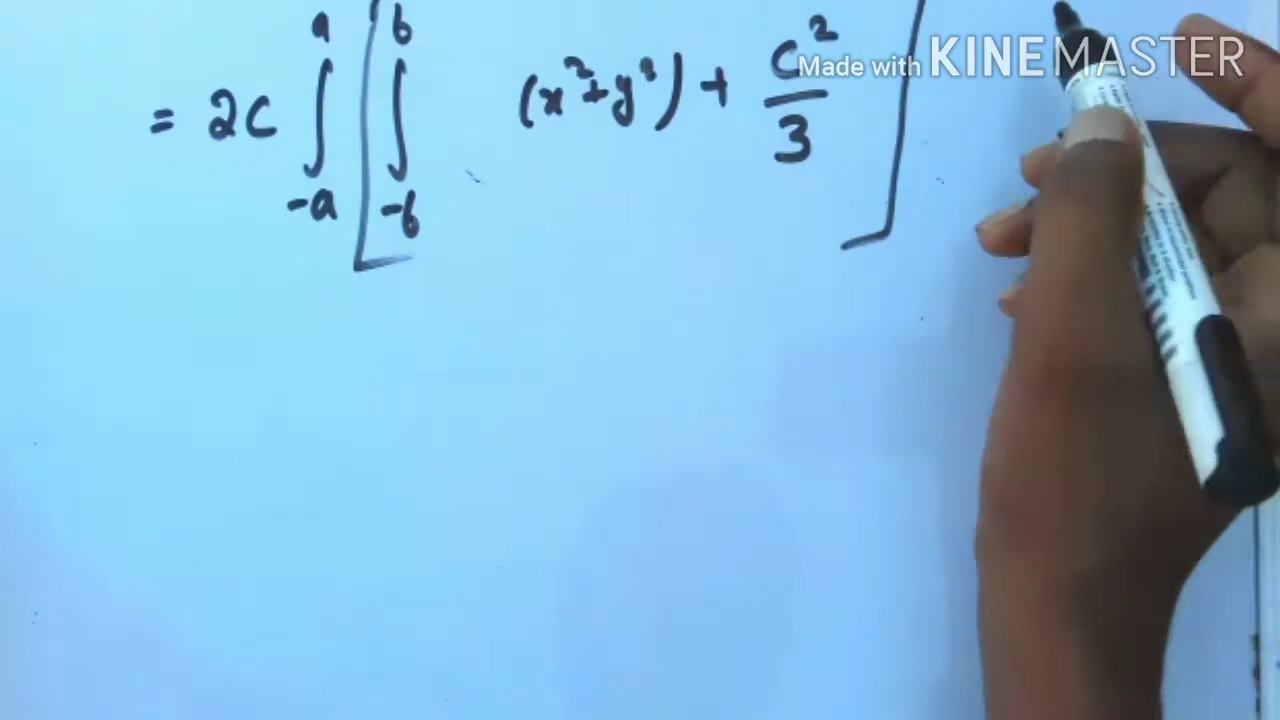 = 2c ∫_{-a}^{a} [ ∫_{-b}^{b} (x²+y²) + c²/3 ]
Made with KINEMASTER